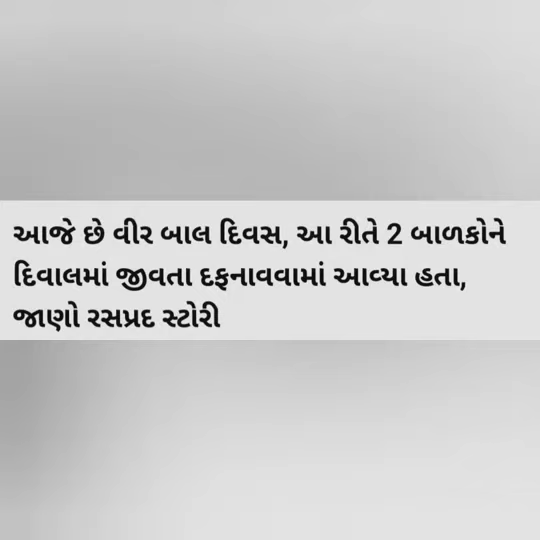 આજે છે વીર બાલ દિવસ, આ રીતે 2 બાળકોને
દિવાલમાં જીવતા દફનાવવામાં આવ્યા હતા,
જાણો રસપ્રદ સ્ટોરી